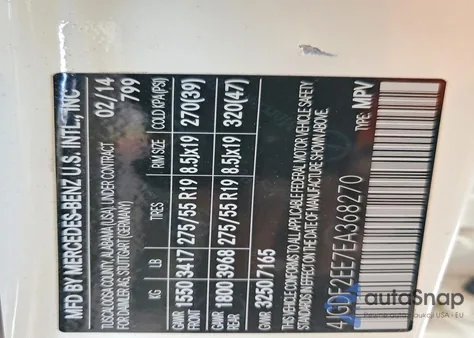 MFD BY MERCEDES-BENZ U.S. INTL., INC.
TUSCALOOSA COUNTY, ALABAMA (USA), UNDER CONTRACT
FOR DAIMLER AG, STUTTGART (GERMANY)
02/14
799
KG LB TIRES RIM SIZE COLD KPA(PSI)
GAWR FRONT 1550 3417 275/55 R19 8.5Jx19 270(39)
GAWR REAR 1800 3968 275/55 R19 8.5Jx19 320(47)
GVWR 3250 7165
THIS VEHICLE CONFORMS TO ALL APPLICABLE FEDERAL MOTOR VEHICLE SAFETY
STANDARDS IN EFFECT ON THE DATE OF MANUFACTURE SHOWN ABOVE.
4JGDF2EE7EA368270 TYPE: MPV
autoSnap
USA | EU